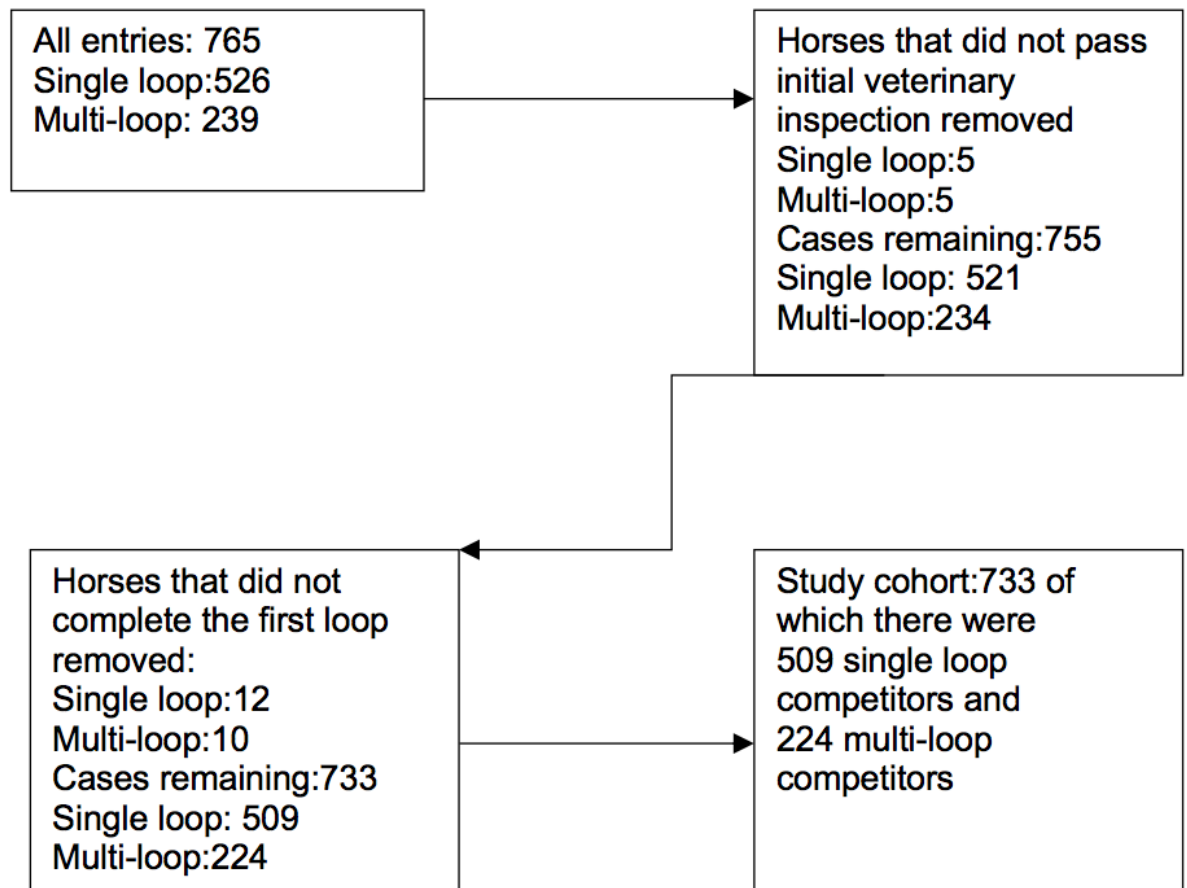 All entries: 765
Single loop:526
Multi-loop: 239
Horses that did not pass
initial veterinary
inspection removed
Single loop:5
Multi-loop:5
Cases remaining:755
Single loop: 521
Multi-loop:234
Horses that did not
complete the first loop
removed:
Single loop:12
Multi-loop:10
Cases remaining:733
Single loop: 509
Multi-loop:224
Study cohort:733 of
which there were
509 single loop
competitors and
224 multi-loop
competitors